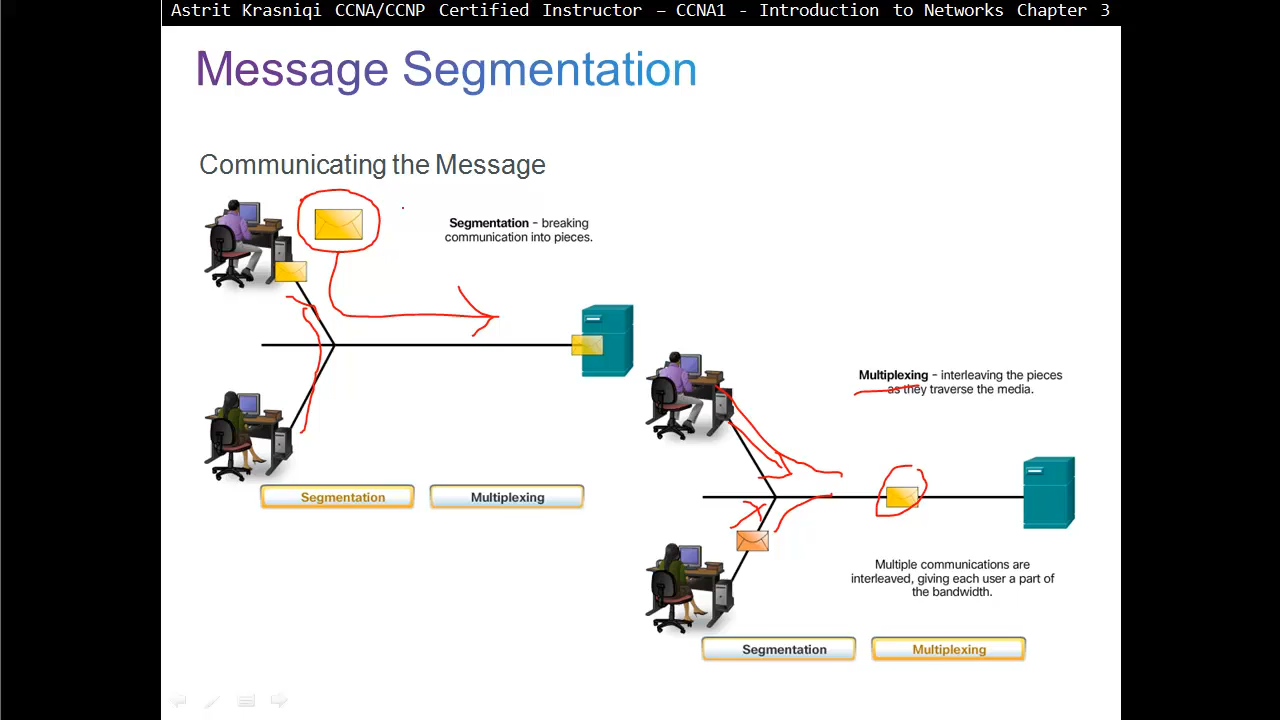 Astrit Krasniqi CCNA/CCNP Certified Instructor – CCNA1 - Introduction to Networks Chapter 3
Message Segmentation
Communicating the Message
Segmentation - breaking
communication into pieces.
Segmentation
Multiplexing
Multiplexing - interleaving the pieces
as they traverse the media.
Multiple communications are
interleaved, giving each user a part of
the bandwidth.
Segmentation
Multiplexing